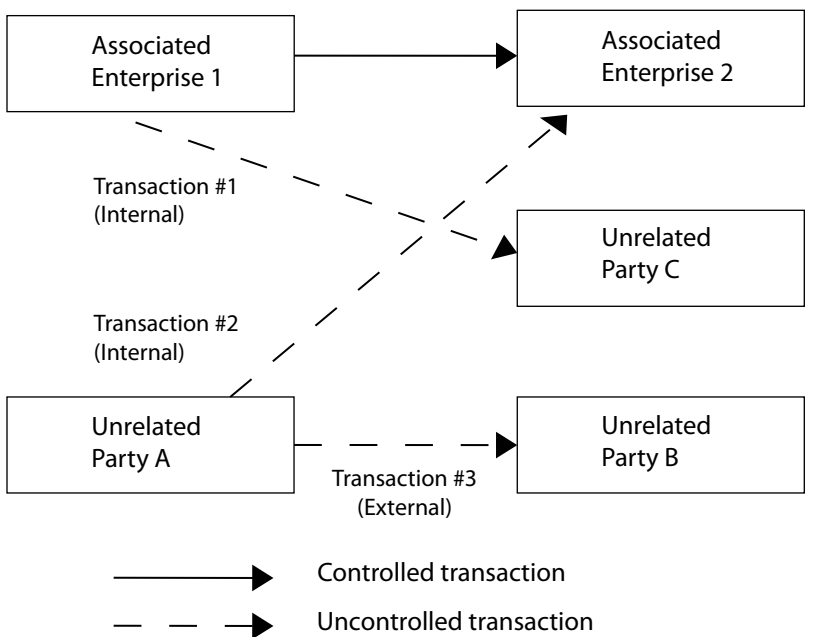 Associated
Enterprise 1
Associated
Enterprise 2
Transaction #1
(Internal)
Unrelated
Party C
Transaction #2
(Internal)
Unrelated
Party A
Unrelated
Party B
Transaction #3
(External)
Controlled transaction
Uncontrolled transaction